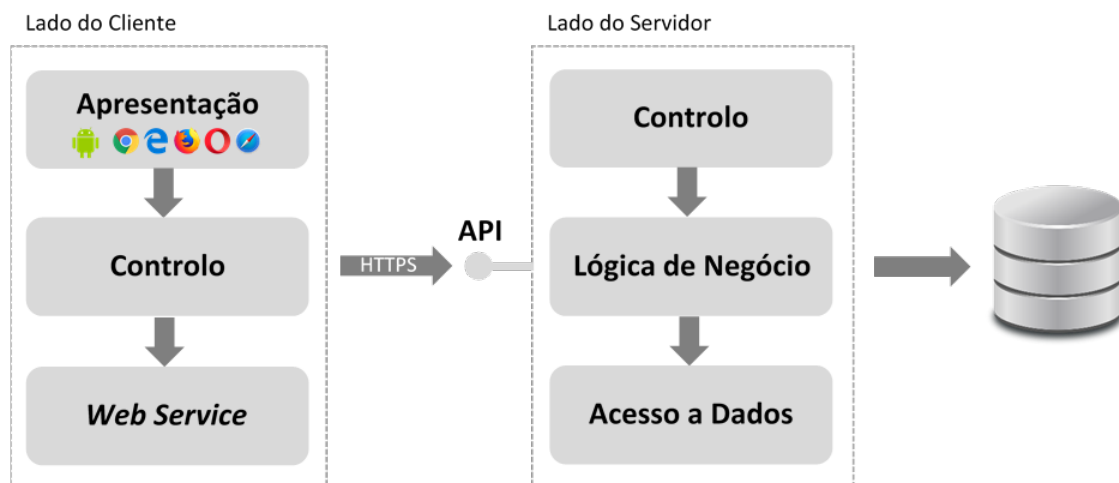 Lado do Cliente
Apresentação
Controlo
Web Service
HTTPS
API
Lado do Servidor
Controlo
Lógica de Negócio
Acesso a Dados